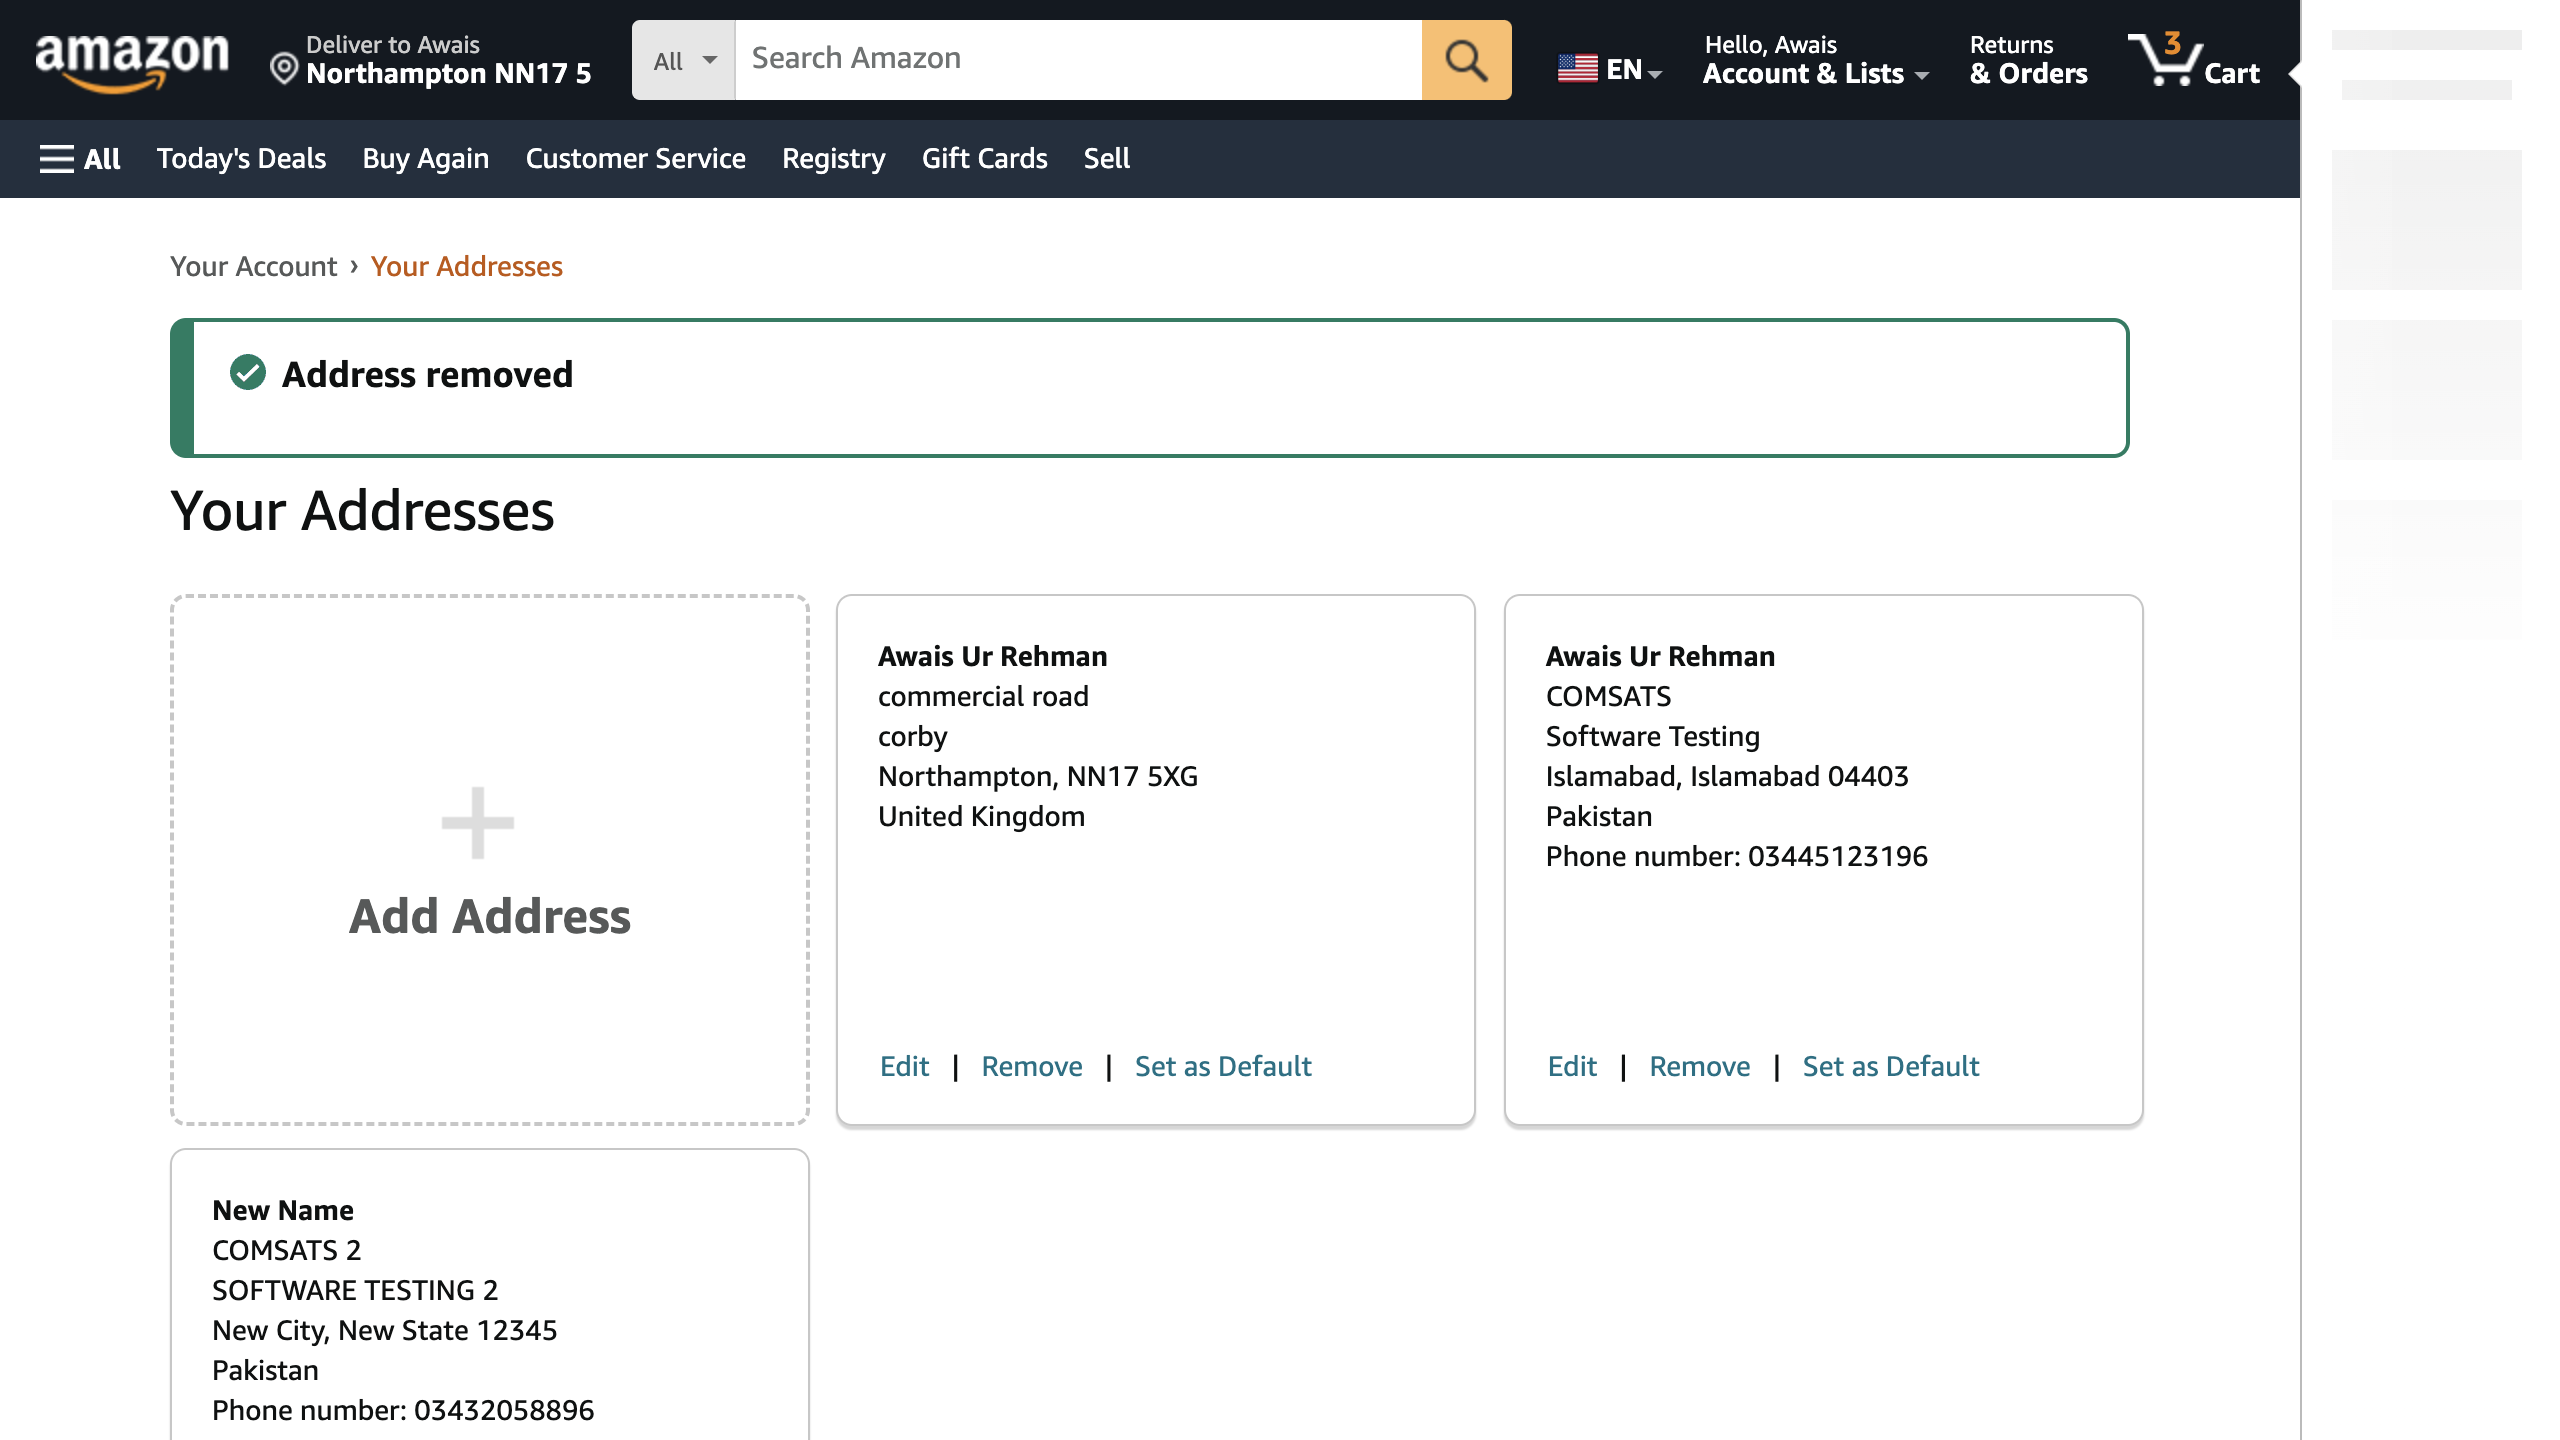 amazon
Deliver to Awais
Northampton NN17 5
All
Search Amazon
EN
Hello, Awais
Account & Lists
Returns
& Orders
3
Cart
All
Today's Deals
Buy Again
Customer Service
Registry
Gift Cards
Sell
Your Account › Your Addresses
Address removed
Your Addresses
Add Address
Awais Ur Rehman
commercial road
corby
Northampton, NN17 5XG
United Kingdom
Edit | Remove | Set as Default
Awais Ur Rehman
COMSATS
Software Testing
Islamabad, Islamabad 04403
Pakistan
Phone number: 03445123196
Edit | Remove | Set as Default
New Name
COMSATS 2
SOFTWARE TESTING 2
New City, New State 12345
Pakistan
Phone number: 03432058896